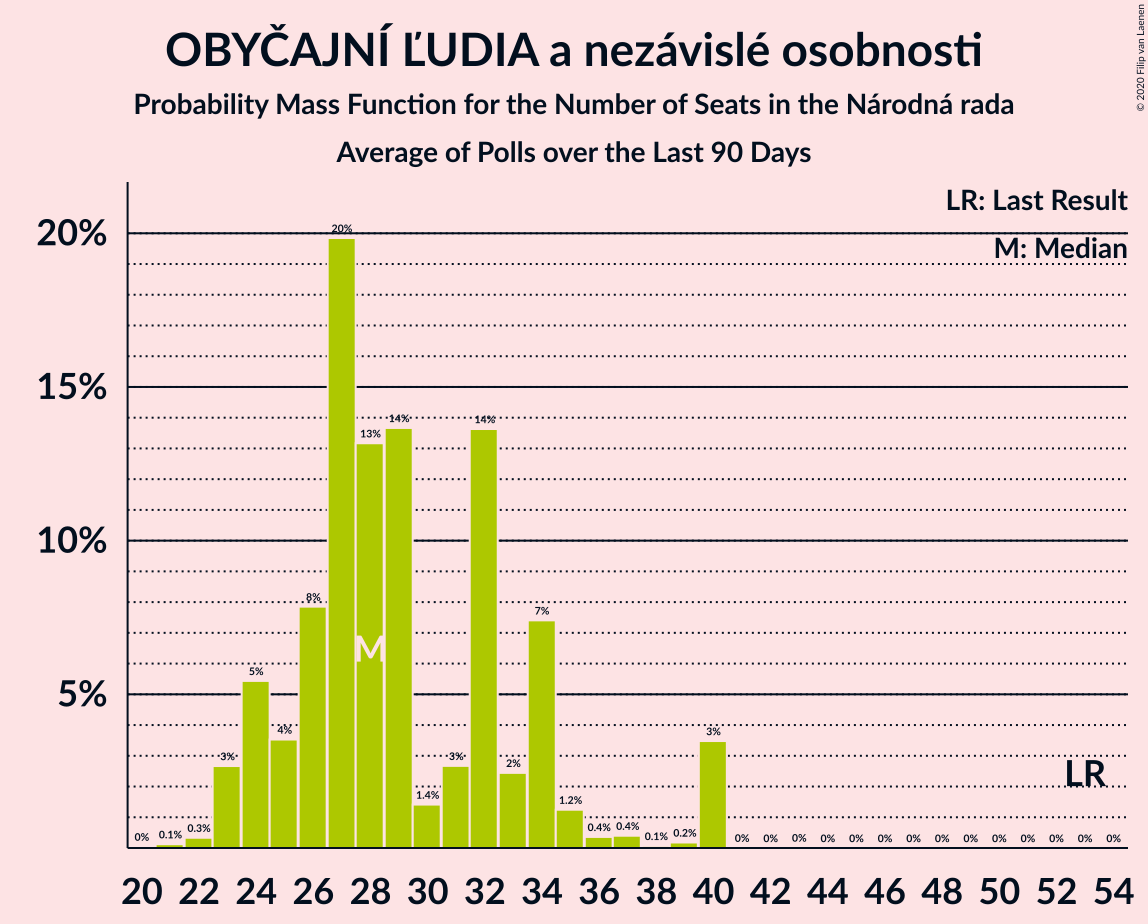 OBYČAJNÍ ĽUDIA a nezávislé osobnosti
Probability Mass Function for the Number of Seats in the Národná rada
Average of Polls over the Last 90 Days
© 2020 Filip van Laenen
LR: Last Result
M: Median
20%
15%
10%
5%
0% 0.1% 0.3% 3% 5% 4% 8% 20% 13% 14% 1.4% 3% 14% 2% 7% 1.2% 0.4% 0.4% 0.1% 0.2% 3% 0% 0% 0% 0% 0% 0% 0% 0% 0% 0% 0% 0% 0% 0%
M
LR
20 22 24 26 28 30 32 34 36 38 40 42 44 46 48 50 52 54